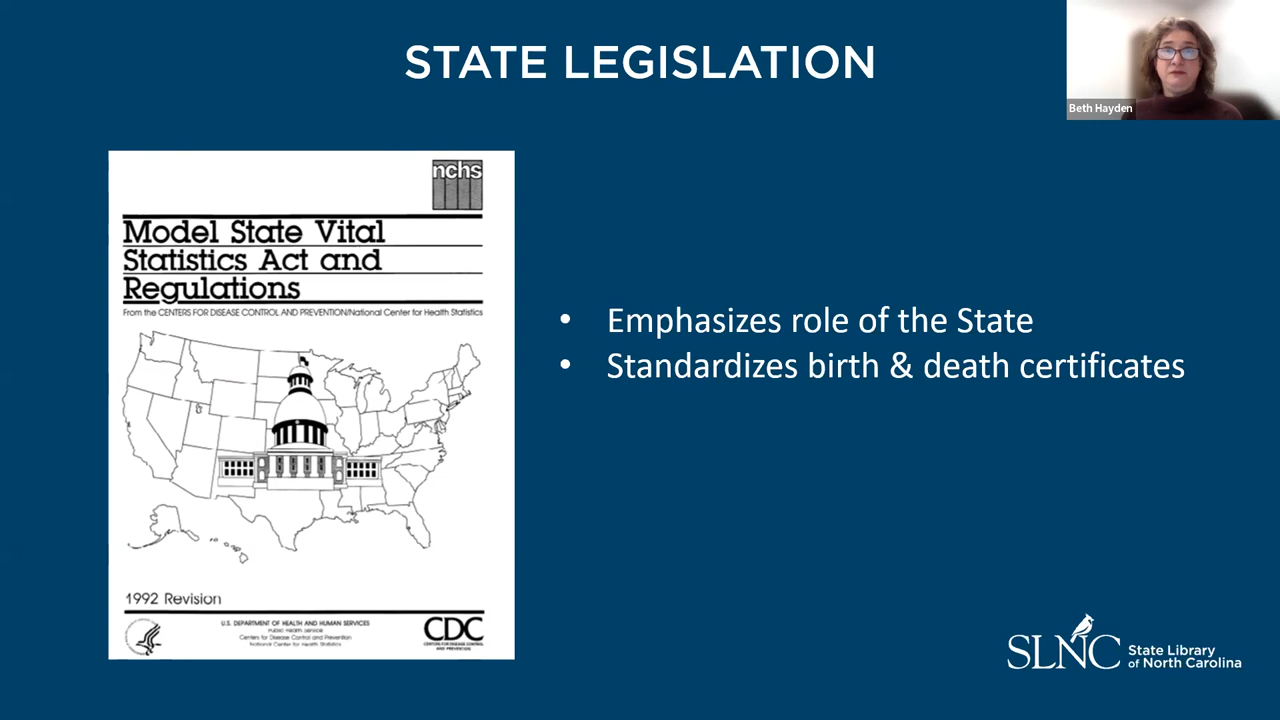 STATE LEGISLATION
Beth Hayden
nchs
Model State Vital
Statistics Act and
Regulations
From the CENTERS FOR DISEASE CONTROL AND PREVENTION/National Center for Health Statistics
• Emphasizes role of the State
• Standardizes birth & death certificates
1992 Revision
U.S. DEPARTMENT OF HEALTH AND HUMAN SERVICES
Public Health Service
Centers for Disease Control and Prevention
National Center for Health Statistics
CDC
CENTERS FOR DISEASE CONTROL
AND PREVENTION
SLNC State Library
of North Carolina